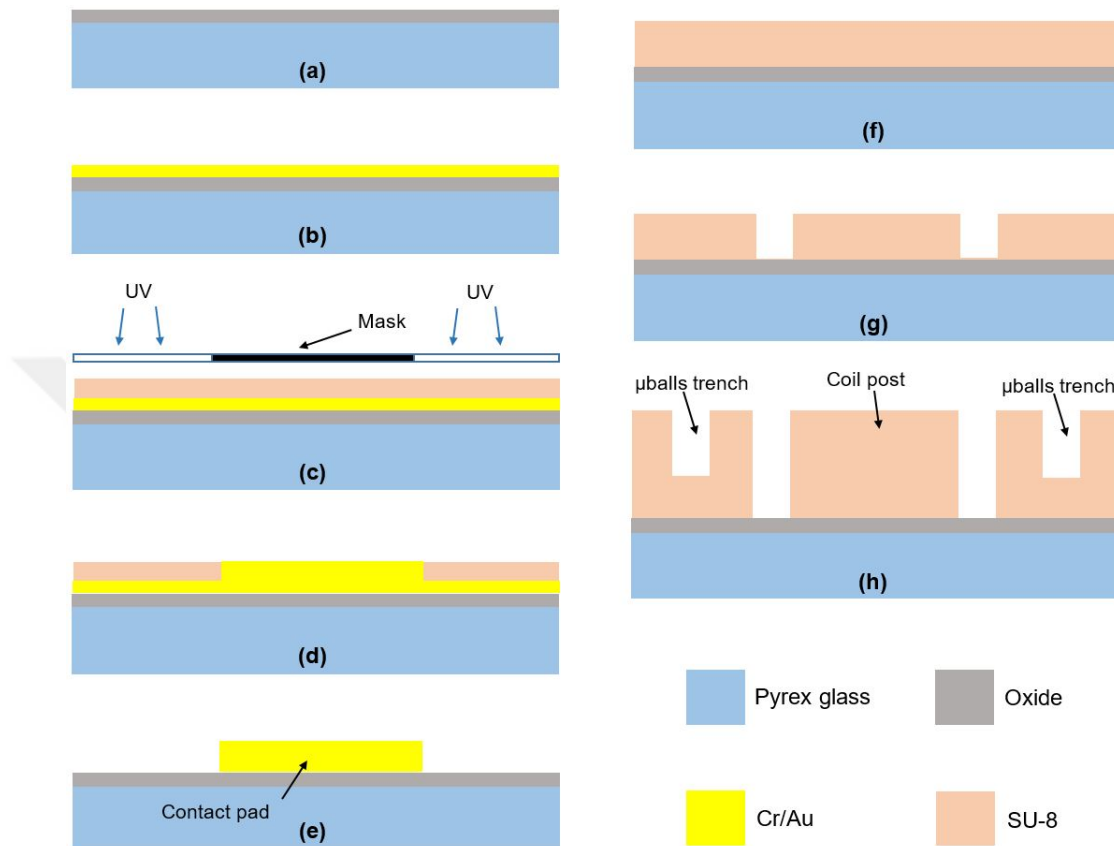 (a)
(b)
UV
UV
Mask
(c)
(d)
Contact pad
(e)
(f)
(g)
μballs trench
Coil post
μballs trench
(h)
Pyrex glass
Oxide
Cr/Au
SU-8